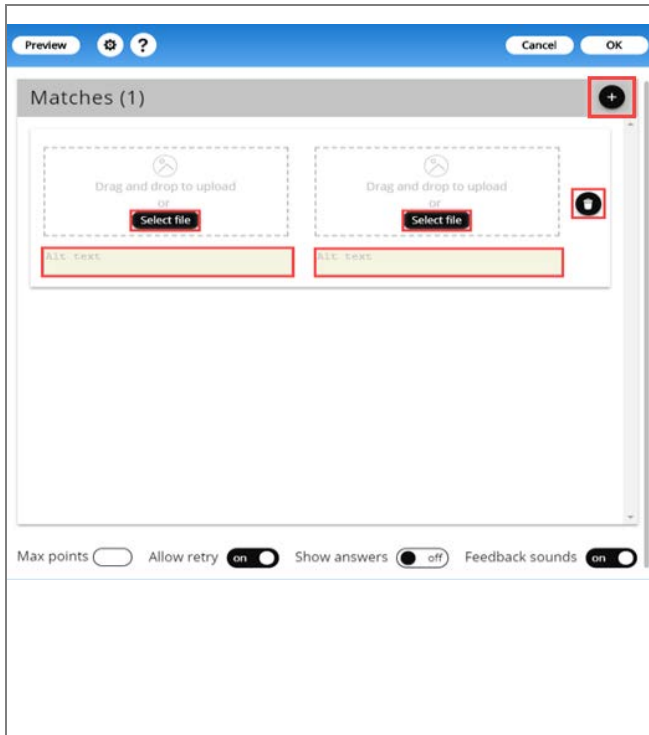 Preview ? Cancel OK
Matches (1) +
Drag and drop to upload Drag and drop to upload
or or
Select file Select file
Alt text Alt text
Max points Allow retry on Show answers off Feedback sounds on